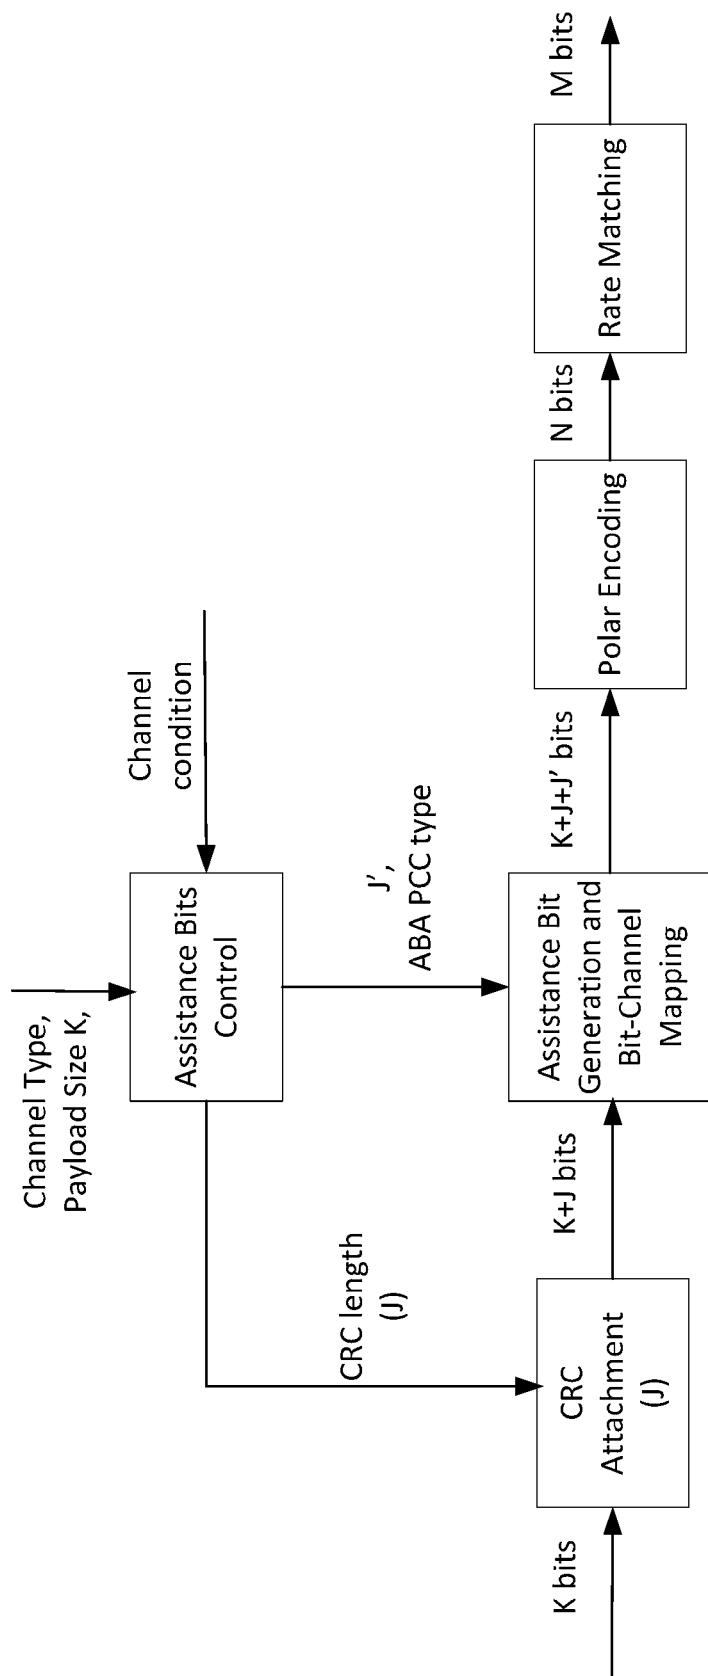 Channel Type,
Payload Size K,
Channel
condition
Assistance Bits
Control
CRC length
(J)
J',
ABA PCC type
K bits
CRC
Attachment
(J)
K+J bits
Assistance Bit
Generation and
Bit-Channel
Mapping
K+J+J' bits
Polar Encoding
N bits
Rate Matching
M bits